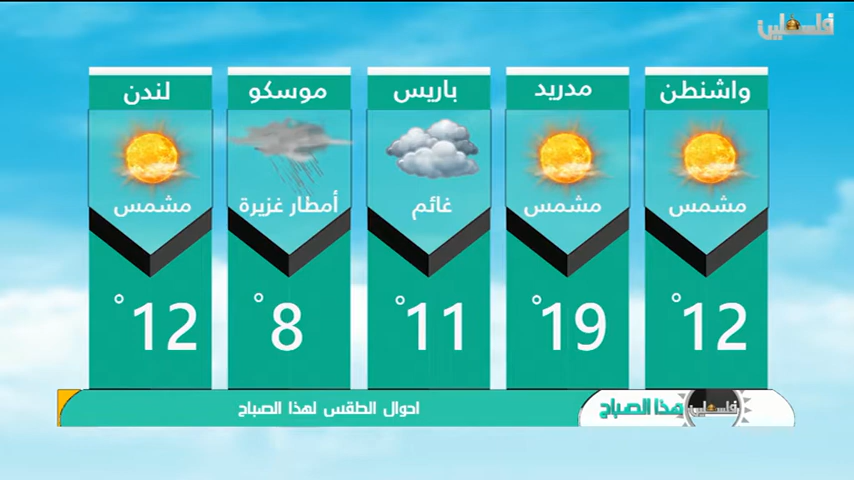 فلسطين
واشنطن
مشمس
°12
مدريد
مشمس
°19
باريس
غائم
°11
موسكو
أمطار غزيرة
°8
لندن
مشمس
°12
فلسطين هذا الصباح
احوال الطقس لهذا الصباح